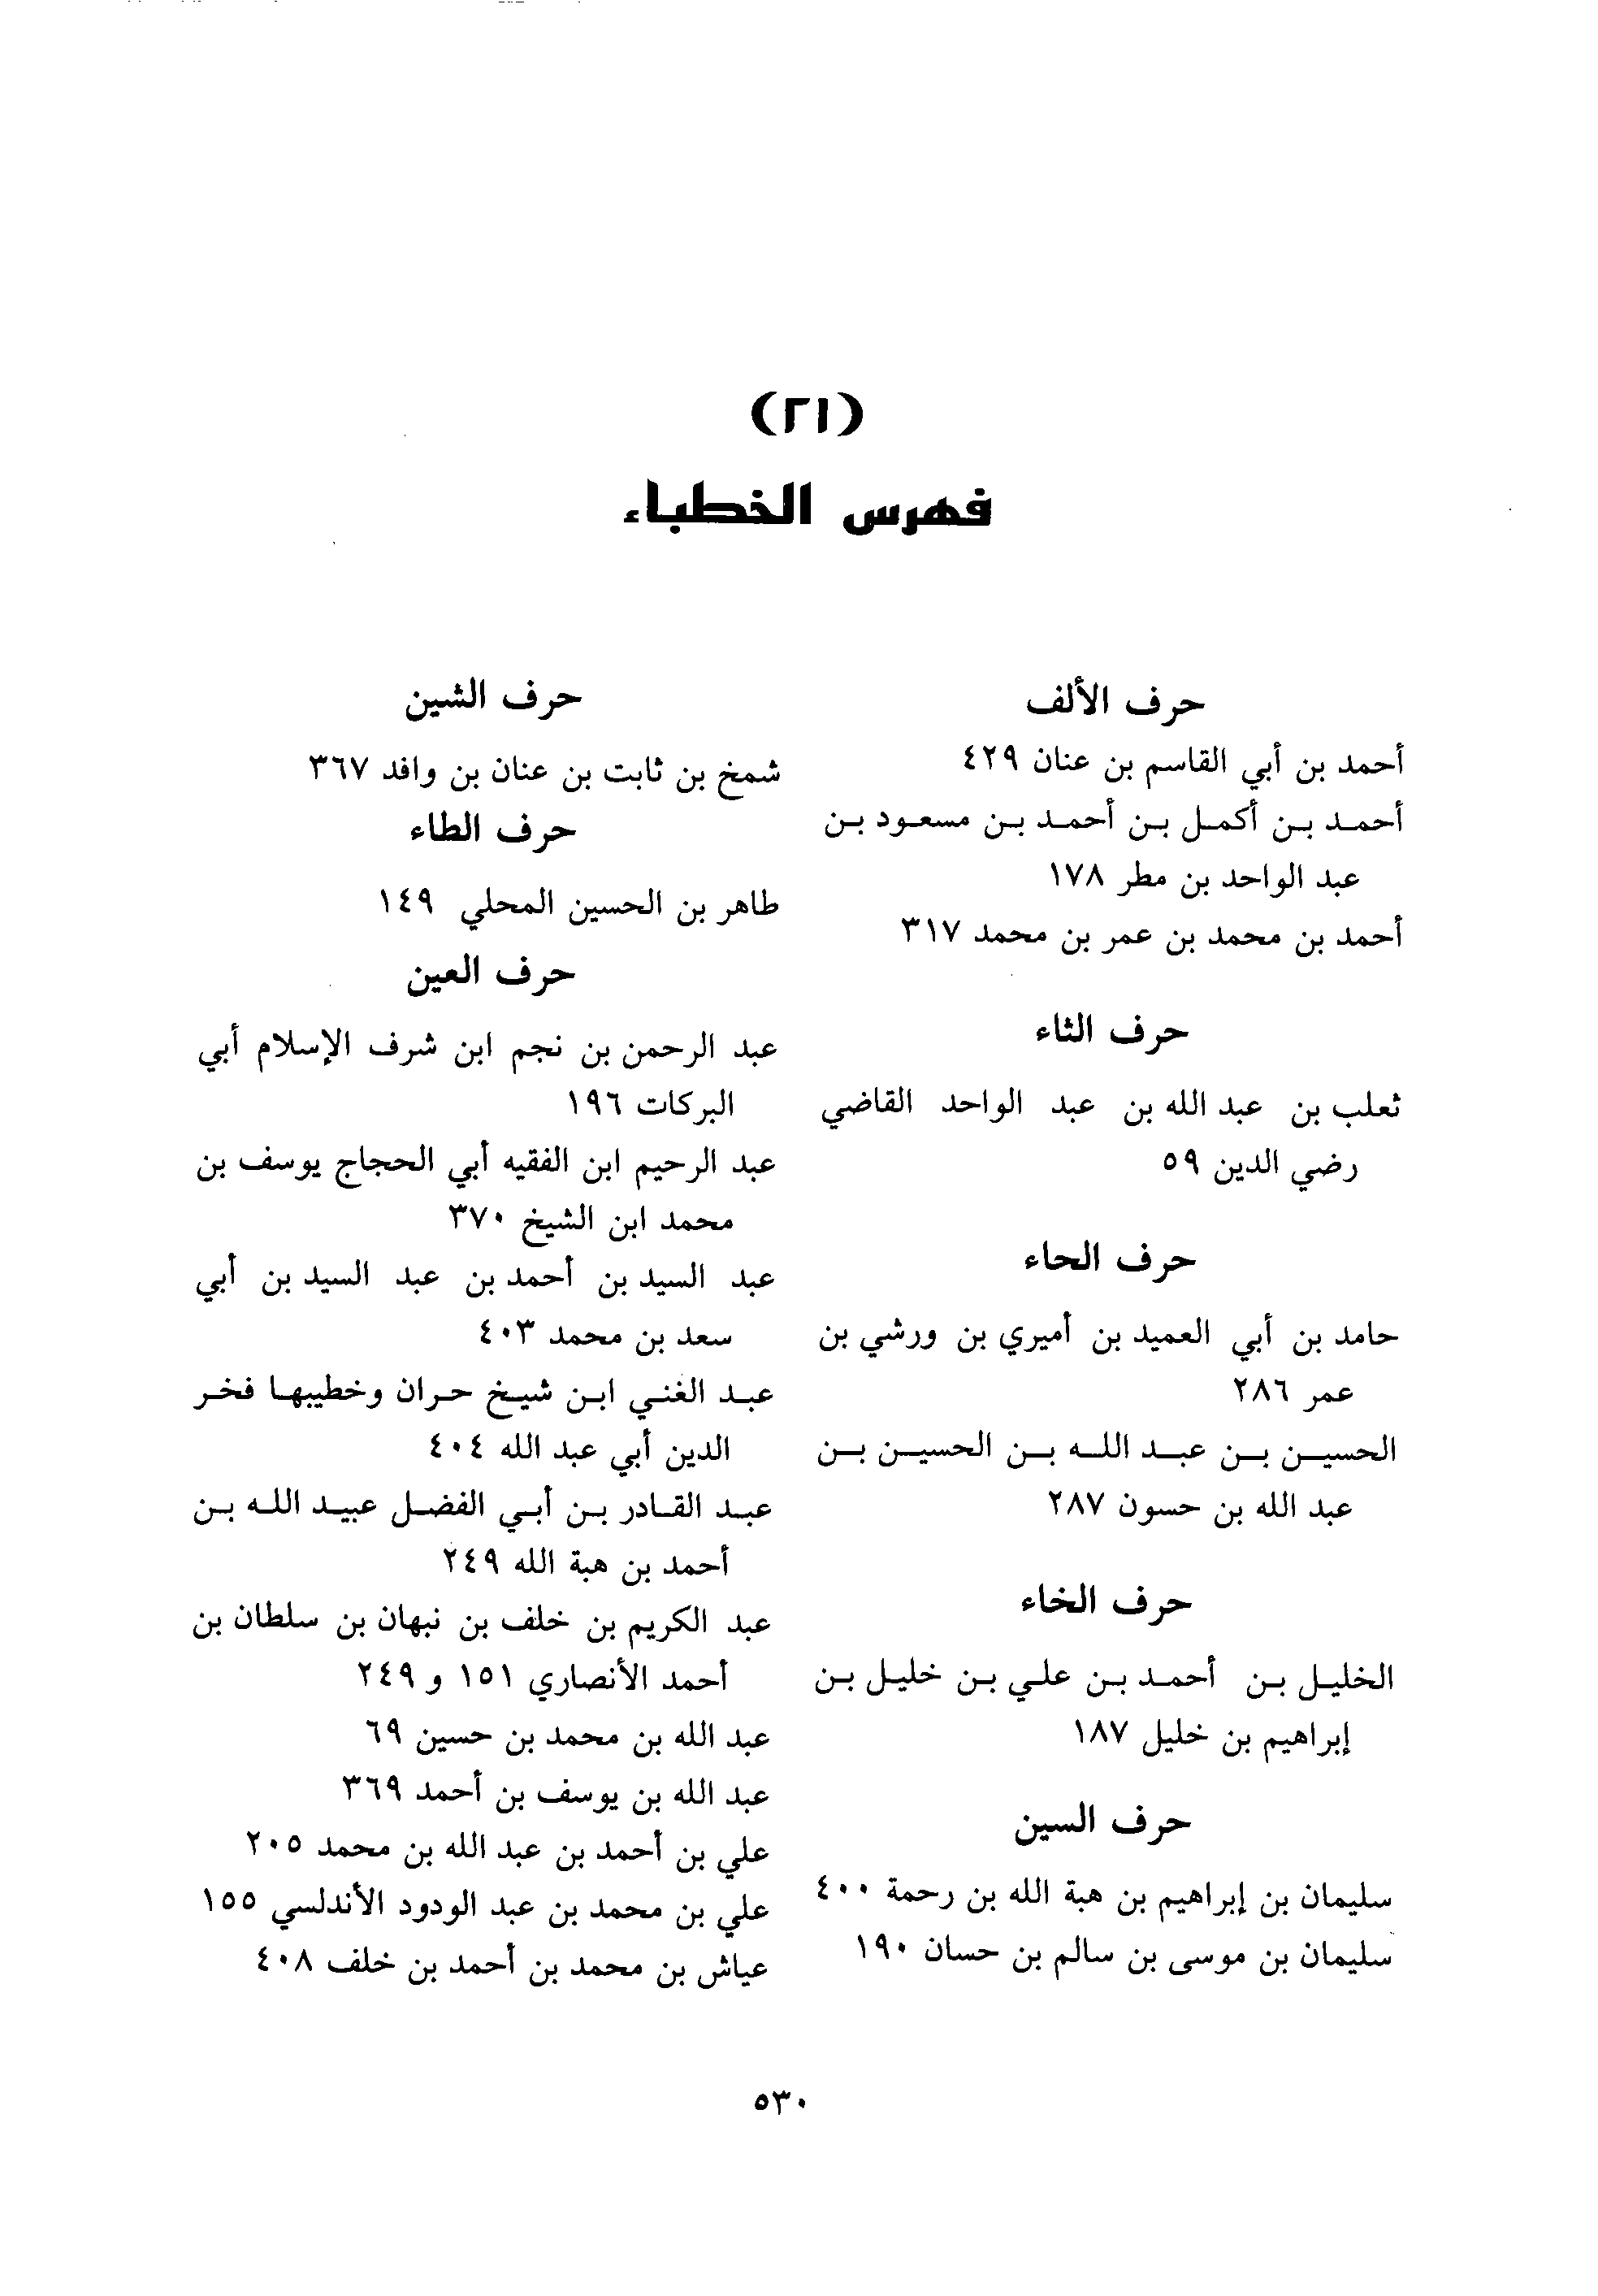 (٢١)
فهرس الخطباء
حرف الألف
أحمد بن أبي القاسم بن عنان ٤٢٩
أحمد بن أكمل بن أحمد بن مسعود بن
عبد الواحد بن مطر ١٧٨
أحمد بن محمد بن عمر بن محمد ٣١٧
حرف الثاء
ثعلب بن عبد الله بن عبد الواحد القاضي
رضي الدين ٥٩
حرف الحاء
حامد بن أبي العميد بن أميري بن ورشي بن
عمر ٢٨٦
الحسين بن عبد الله بن الحسين بن
عبد الله بن حسون ٢٨٧
حرف الخاء
الخليل بن أحمد بن علي بن خليل بن
إبراهيم بن خليل ١٨٧
حرف السين
سليمان بن إبراهيم بن هبة الله بن رحمة ٤٠٠
سليمان بن موسى بن سالم بن حسان ١٩٠
حرف الشين
شمخ بن ثابت بن عنان بن وافد ٣٦٧
حرف الطاء
طاهر بن الحسين المحلي ١٤٩
حرف العين
عبد الرحمن بن نجم ابن شرف الإسلام أبي
البركات ١٩٦
عبد الرحيم ابن الفقيه أبي الحجاج يوسف بن
محمد ابن الشيخ ٣٧٠
عبد السيد بن أحمد بن عبد السيد بن أبي
سعد بن محمد ٤٠٣
عبد الغني ابن شيخ حران وخطيبها فخر
الدين أبي عبد الله ٤٠٤
عبد القادر بن أبي الفضل عبيد الله بن
أحمد بن هبة الله ٢٤٩
عبد الكريم بن خلف بن نبهان بن سلطان بن
أحمد الأنصاري ١٥١ و ٢٤٩
عبد الله بن محمد بن حسين ٦٩
عبد الله بن يوسف بن أحمد ٣٦٩
علي بن أحمد بن عبد الله بن محمد ٢٠٥
علي بن محمد بن عبد الودود الأندلسي ١٥٥
عياش بن محمد بن أحمد بن خلف ٤٠٨
٥٣٠